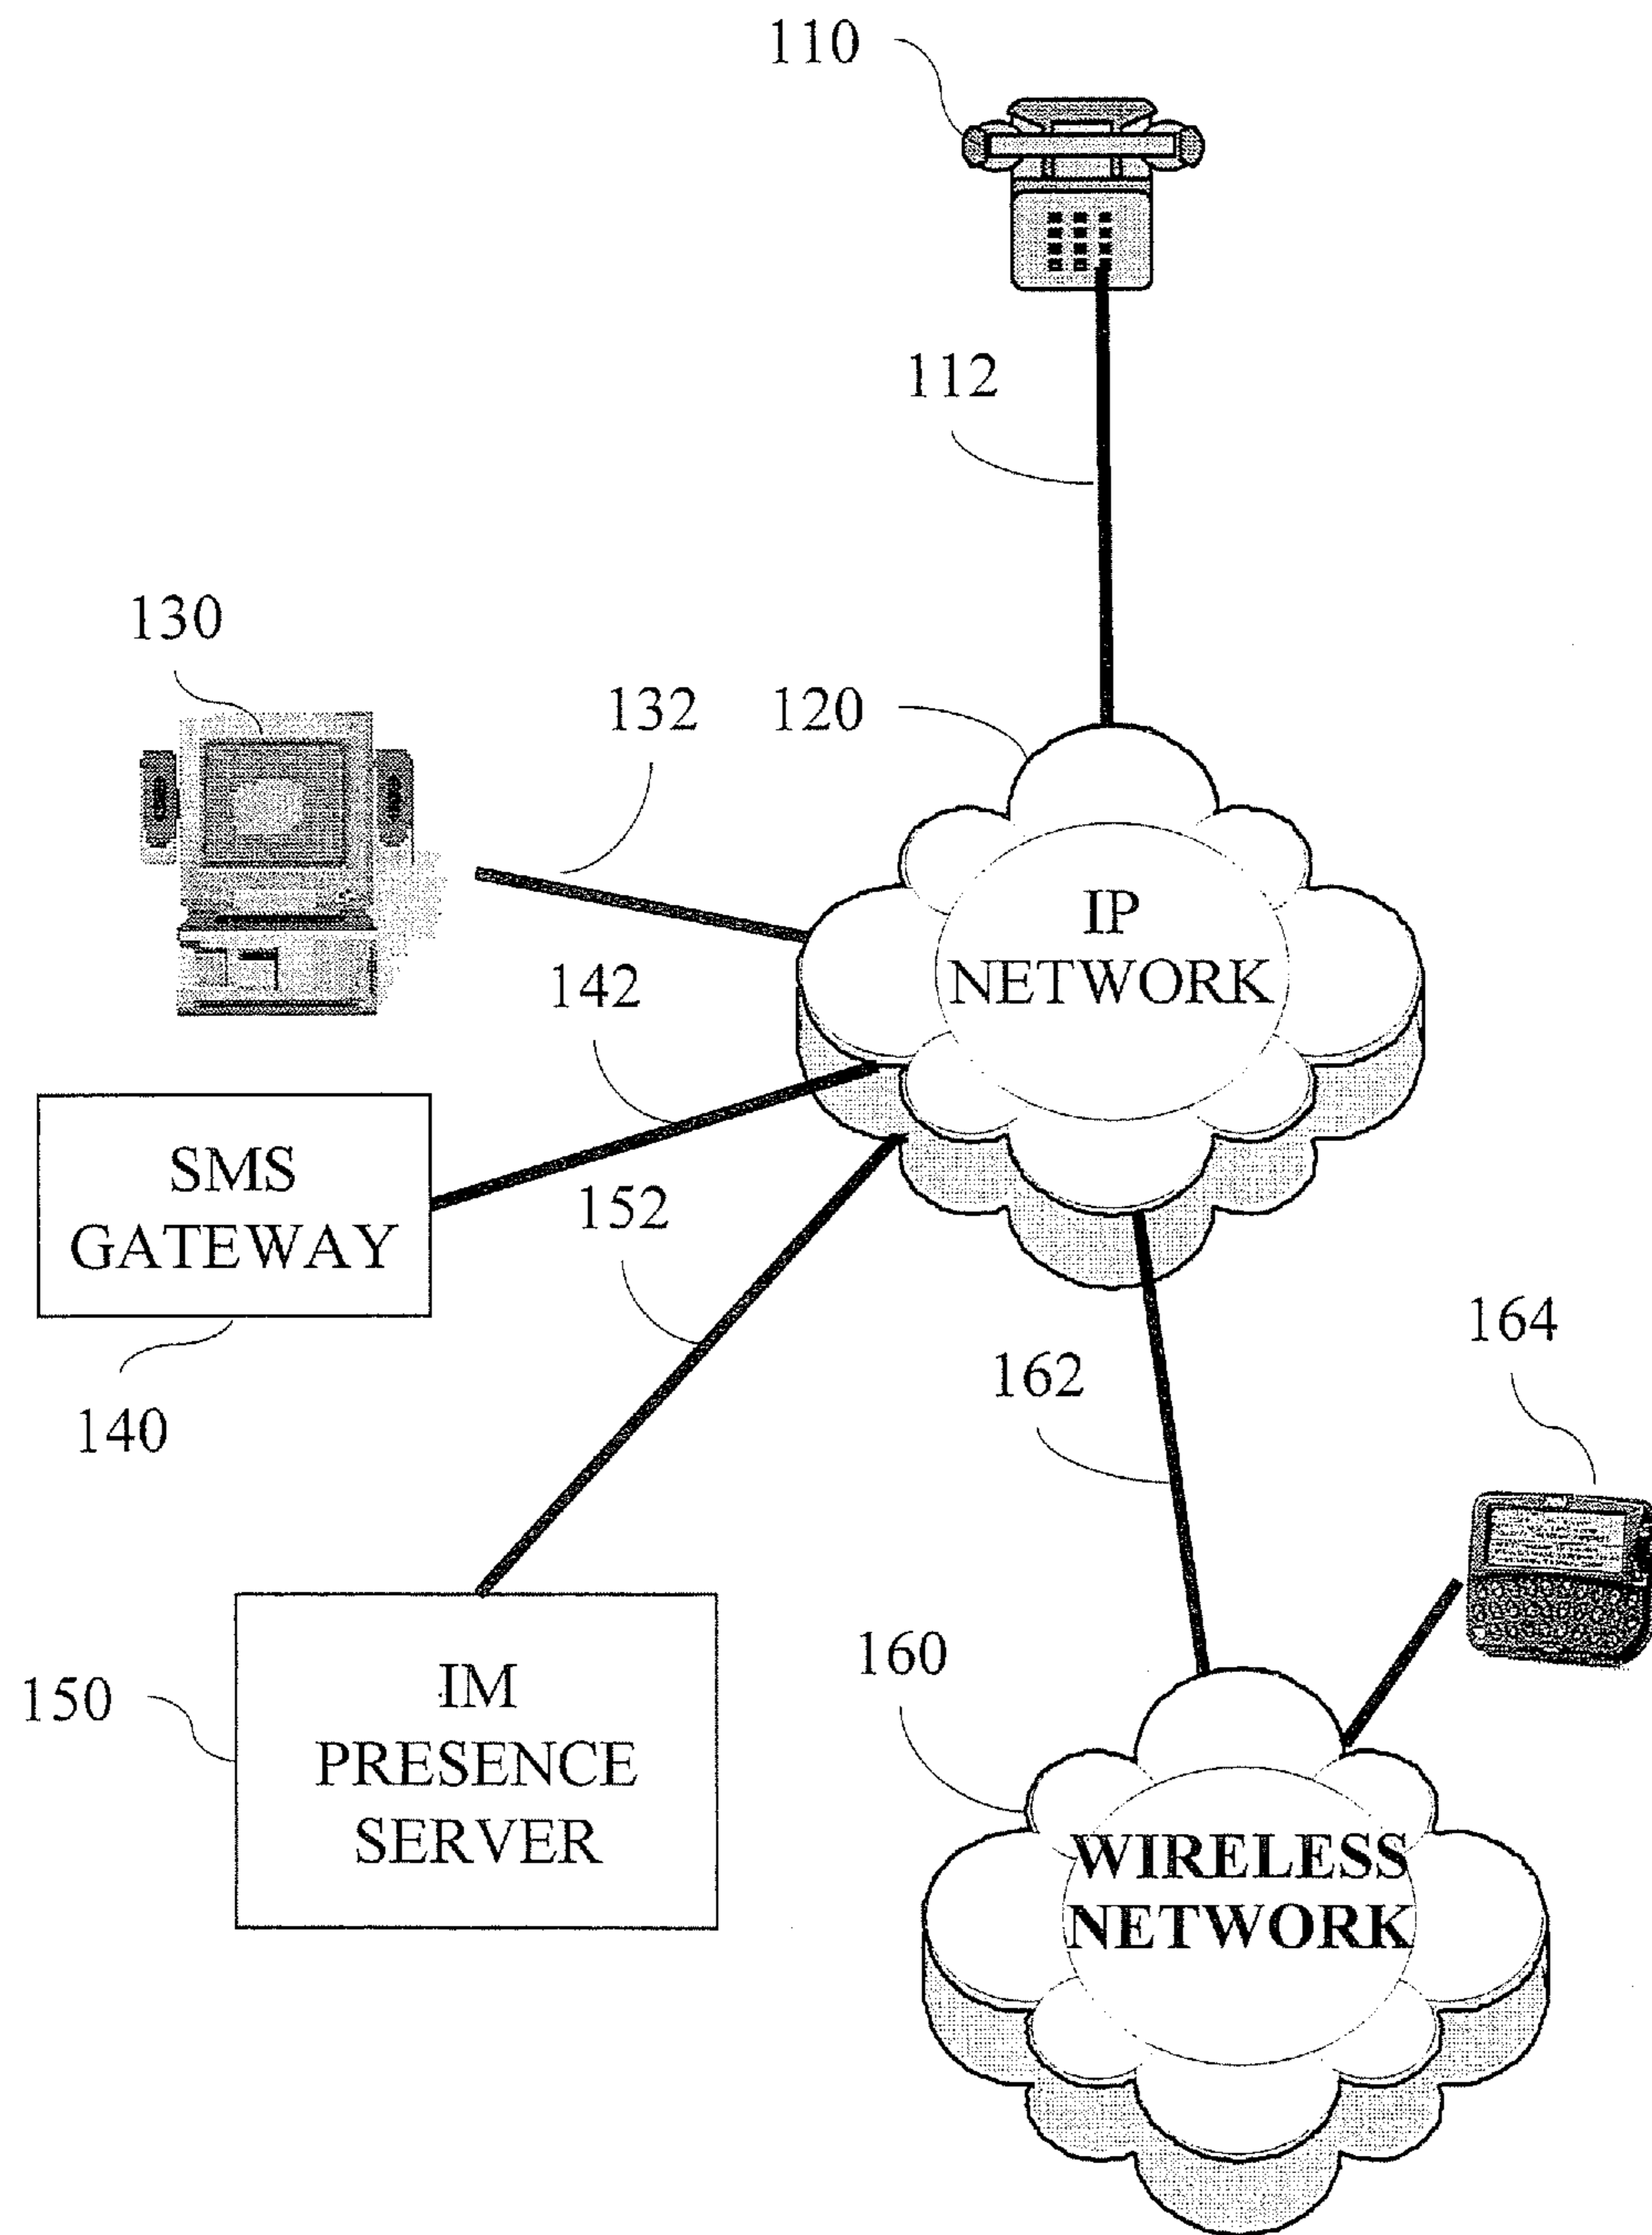 110
112
130
132
120
IP
NETWORK
142
SMS
GATEWAY
152
140
162
164
150
IM
PRESENCE
SERVER
160
WIRELESS
NETWORK